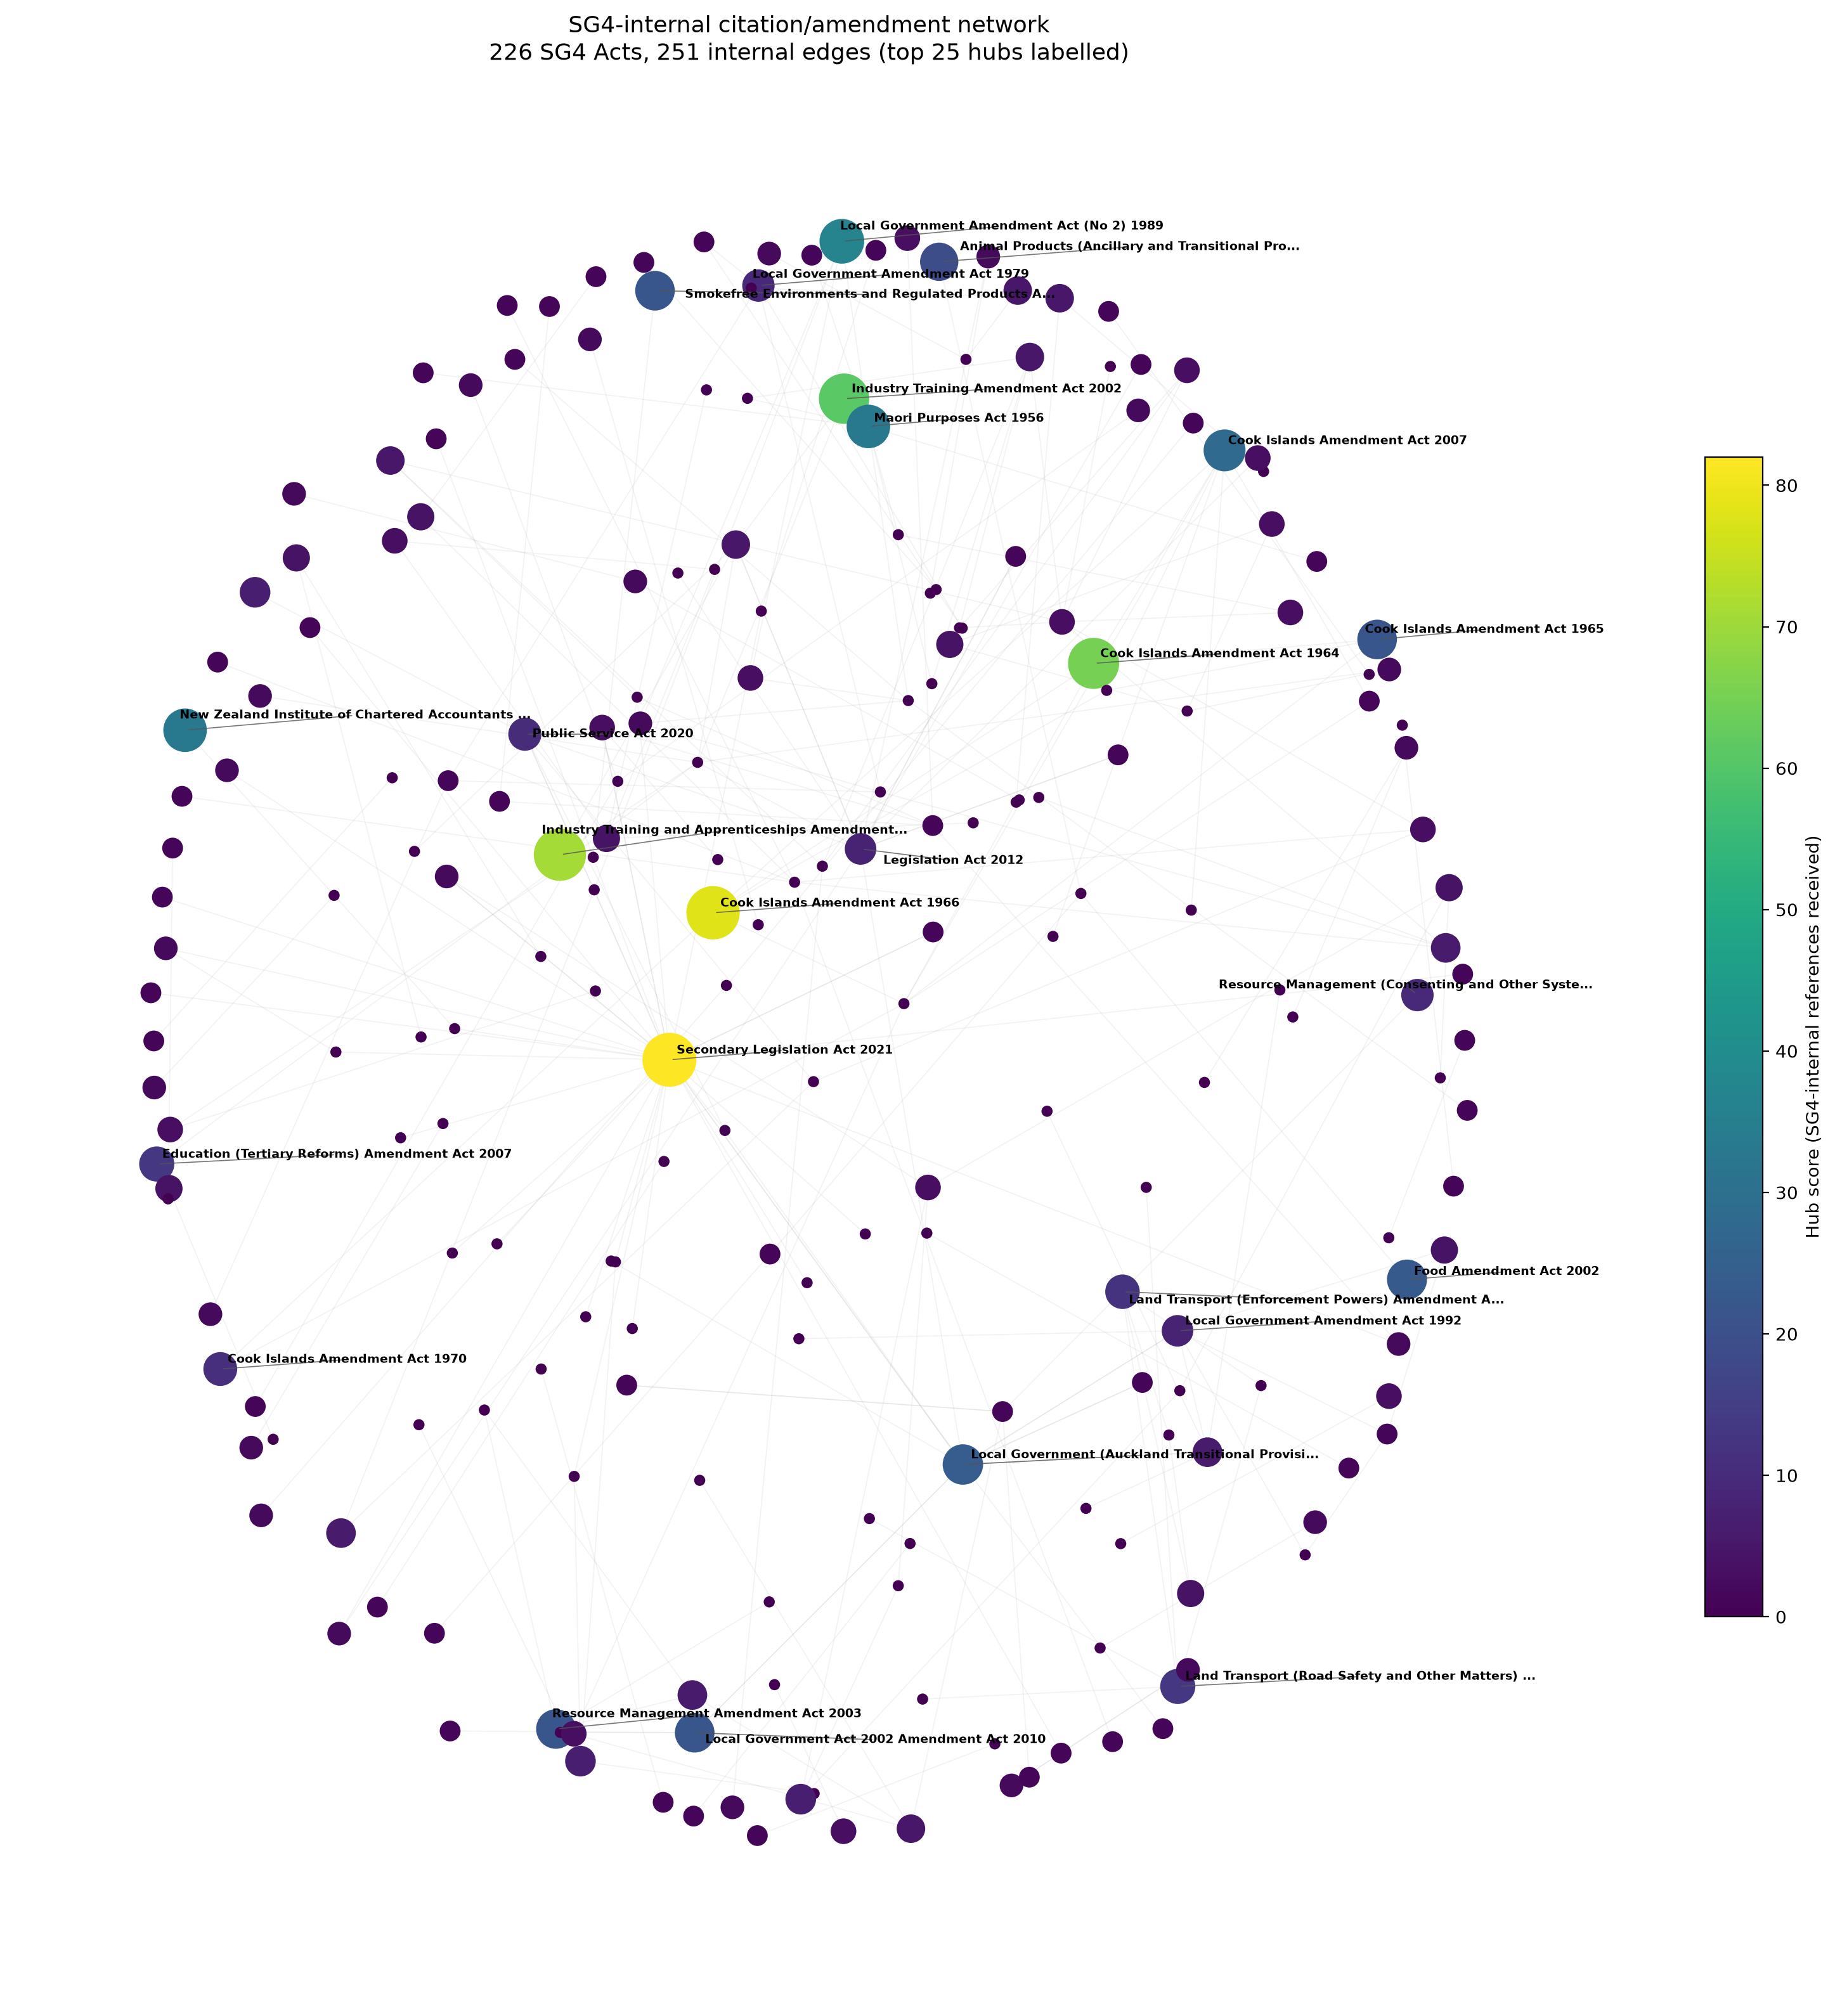 SG4-internal citation/amendment network
226 SG4 Acts, 251 internal edges (top 25 hubs labelled)
Local Government Amendment Act (No 2) 1989
Animal Products (Ancillary and Transitional Pro...
Local Government Amendment Act 1979
Smokefree Environments and Regulated Products A...
Industry Training Amendment Act 2002
Maori Purposes Act 1956
Cook Islands Amendment Act 2007
Cook Islands Amendment Act 1965
Cook Islands Amendment Act 1964
New Zealand Institute of Chartered Accountants ...
Public Service Act 2020
Industry Training and Apprenticeships Amendment...
Legislation Act 2012
Cook Islands Amendment Act 1966
Resource Management (Consenting and Other Syste...
Secondary Legislation Act 2021
Education (Tertiary Reforms) Amendment Act 2007
Food Amendment Act 2002
Land Transport (Enforcement Powers) Amendment A...
Local Government Amendment Act 1992
Cook Islands Amendment Act 1970
Local Government (Auckland Transitional Provisi...
Land Transport (Road Safety and Other Matters) ...
Resource Management Amendment Act 2003
Local Government Act 2002 Amendment Act 2010
80
70
60
50
40
30
20
10
0
Hub score (SG4-internal references received)